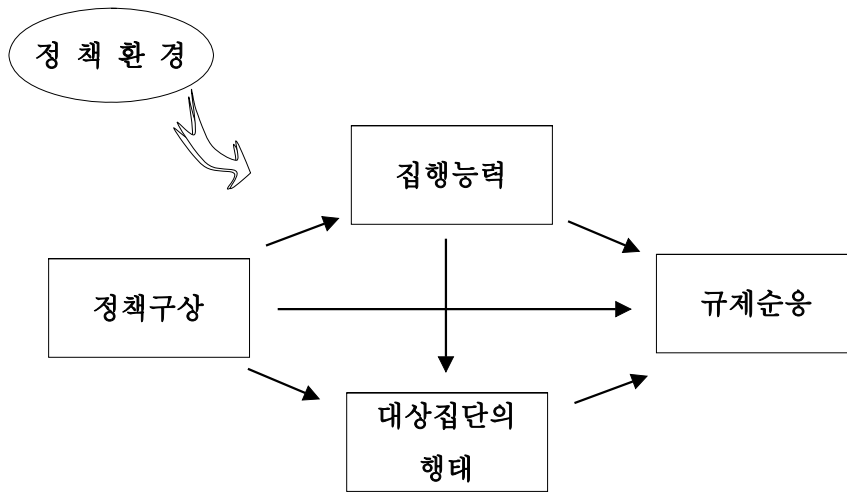 정 책 환 경
집행능력
정책구상
규제순응
대상집단의
행태